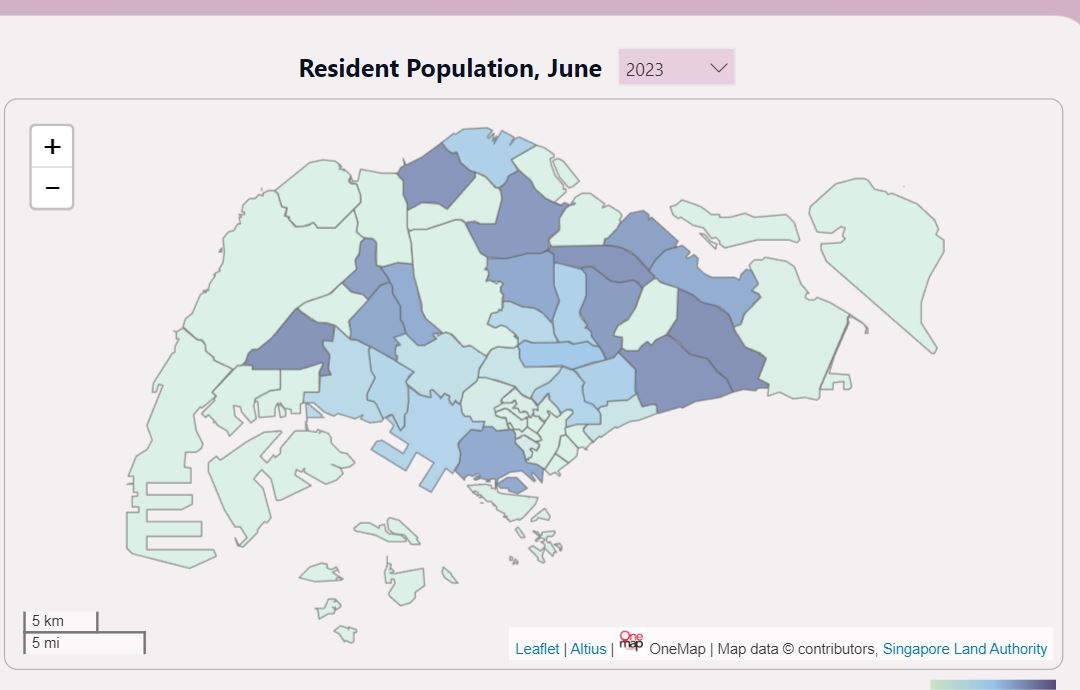 Resident Population, June 2023
+
−
5 km
5 mi
Leaflet | Altius | One map OneMap | Map data © contributors, Singapore Land Authority